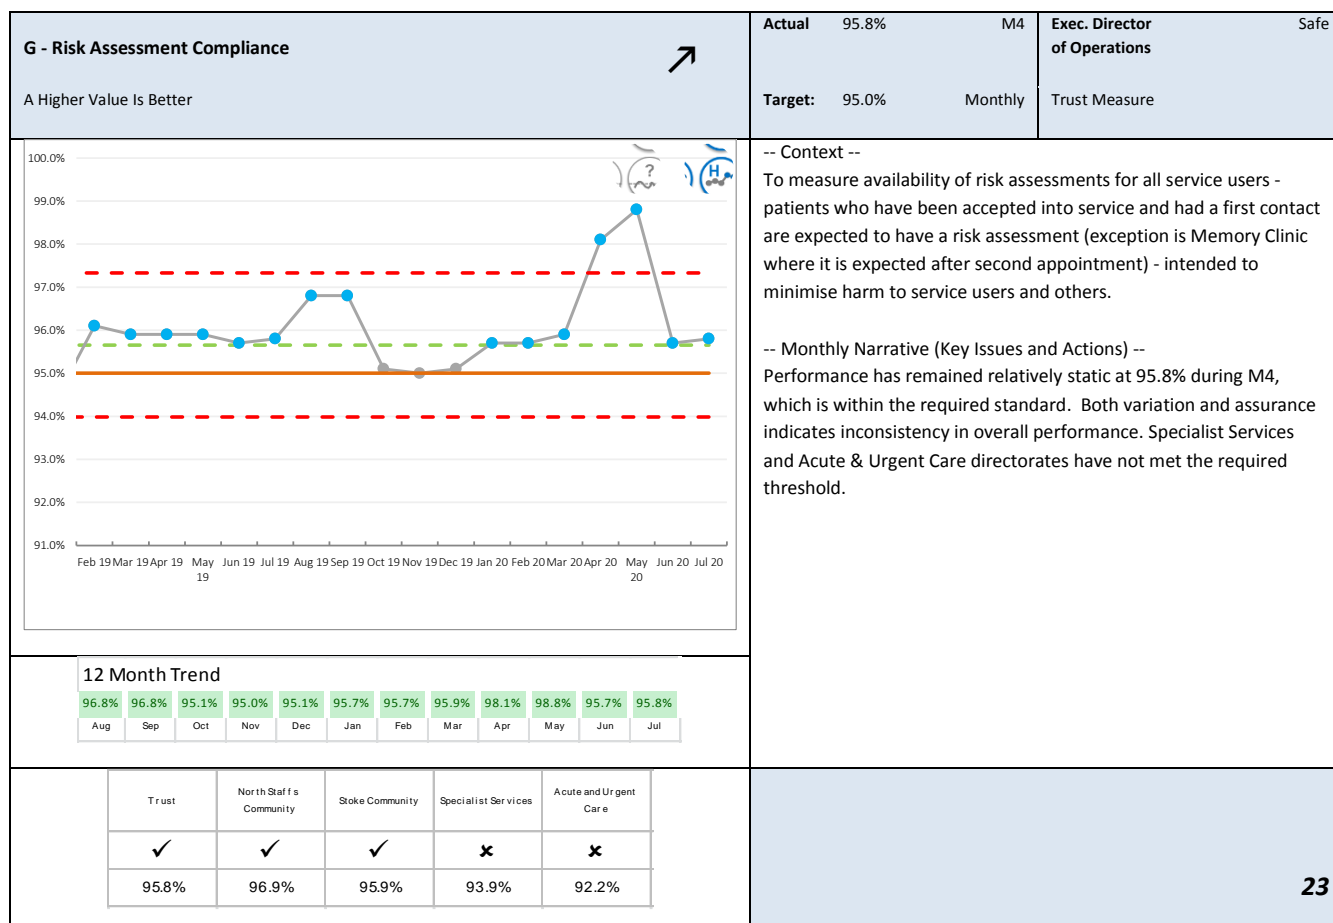 G - Risk Assessment Compliance
A Higher Value Is Better
Actual 95.8% M4
Target: 95.0% Monthly
Exec. Director Safe
of Operations
Trust Measure
100.0%
99.0%
98.0%
97.0%
96.0%
95.0%
94.0%
93.0%
92.0%
91.0%
? H
Feb 19 Mar 19 Apr 19 May 19 Jun 19 Jul 19 Aug 19 Sep 19 Oct 19 Nov 19 Dec 19 Jan 20 Feb 20 Mar 20 Apr 20 May 20 Jun 20 Jul 20
-- Context --
To measure availability of risk assessments for all service users -
patients who have been accepted into service and had a first contact
are expected to have a risk assessment (exception is Memory Clinic
where it is expected after second appointment) - intended to
minimise harm to service users and others.
-- Monthly Narrative (Key Issues and Actions) --
Performance has remained relatively static at 95.8% during M4,
which is within the required standard.  Both variation and assurance
indicates inconsistency in overall performance. Specialist Services
and Acute & Urgent Care directorates have not met the required
threshold.
12 Month Trend
96.8% 96.8% 95.1% 95.0% 95.1% 95.7% 95.7% 95.9% 98.1% 98.8% 95.7% 95.8%
Aug Sep Oct Nov Dec Jan Feb Mar Apr May Jun Jul
Trust
North Staffs
Community
Stoke Community
Specialist Services
Acute and Urgent
Care
✓ ✓ ✓ ✗ ✗
95.8% 96.9% 95.9% 93.9% 92.2%
23